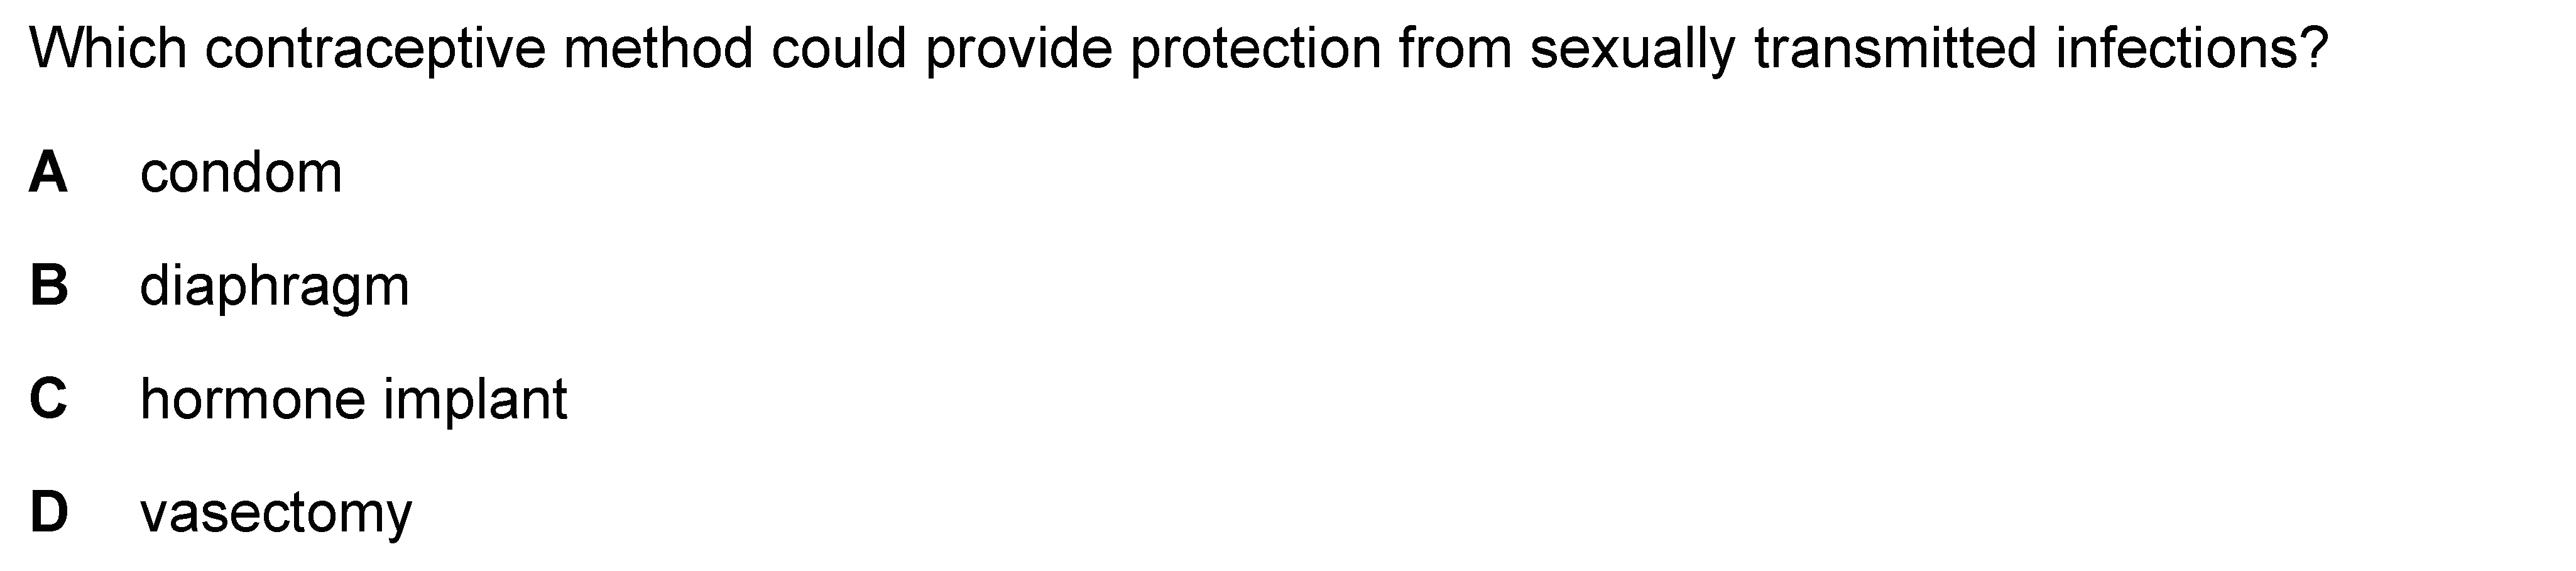 Which contraceptive method could provide protection from sexually transmitted infections?
A condom
B diaphragm
C hormone implant
D vasectomy